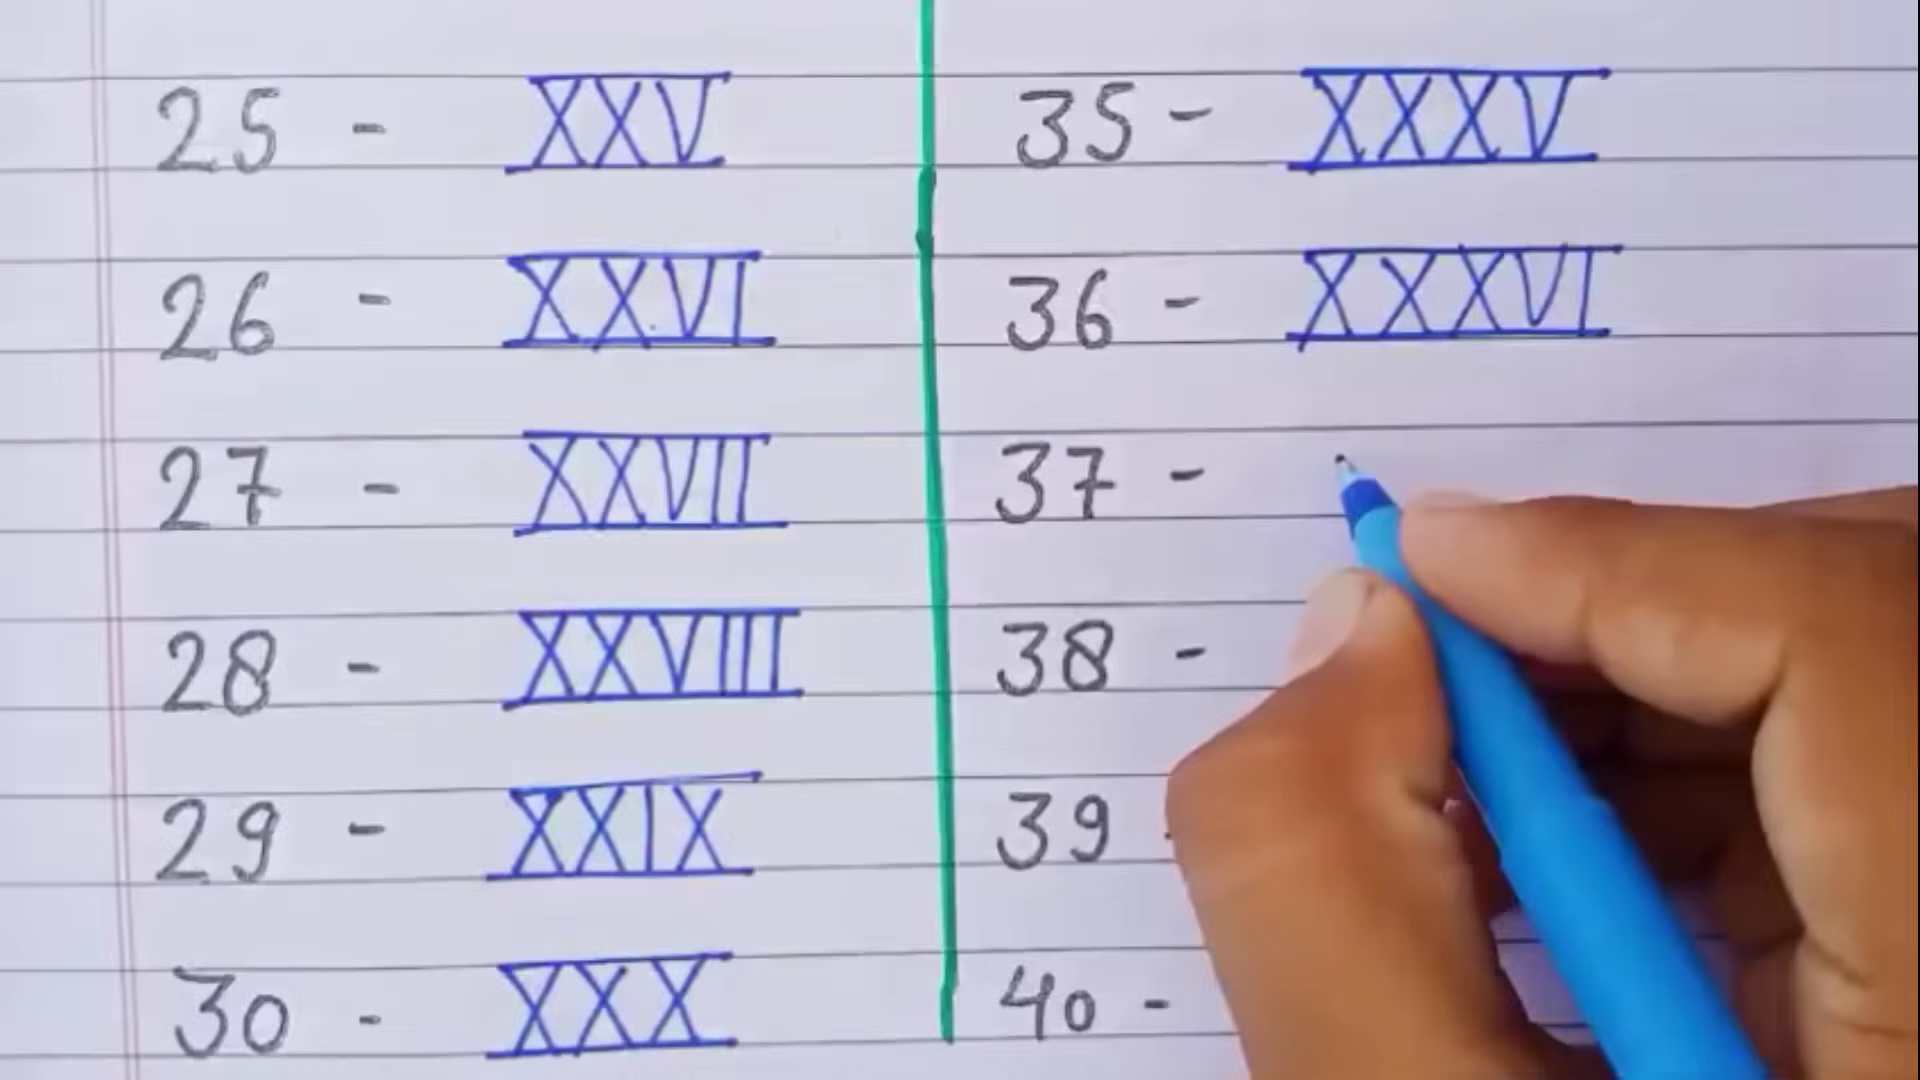 25 - XXV
26 - XXVI
27 - XXVII
28 - XXVIII
29 - XXIX
30 - XXX
35 - XXXV
36 - XXXVI
37 -
38 -
39 -
40 -